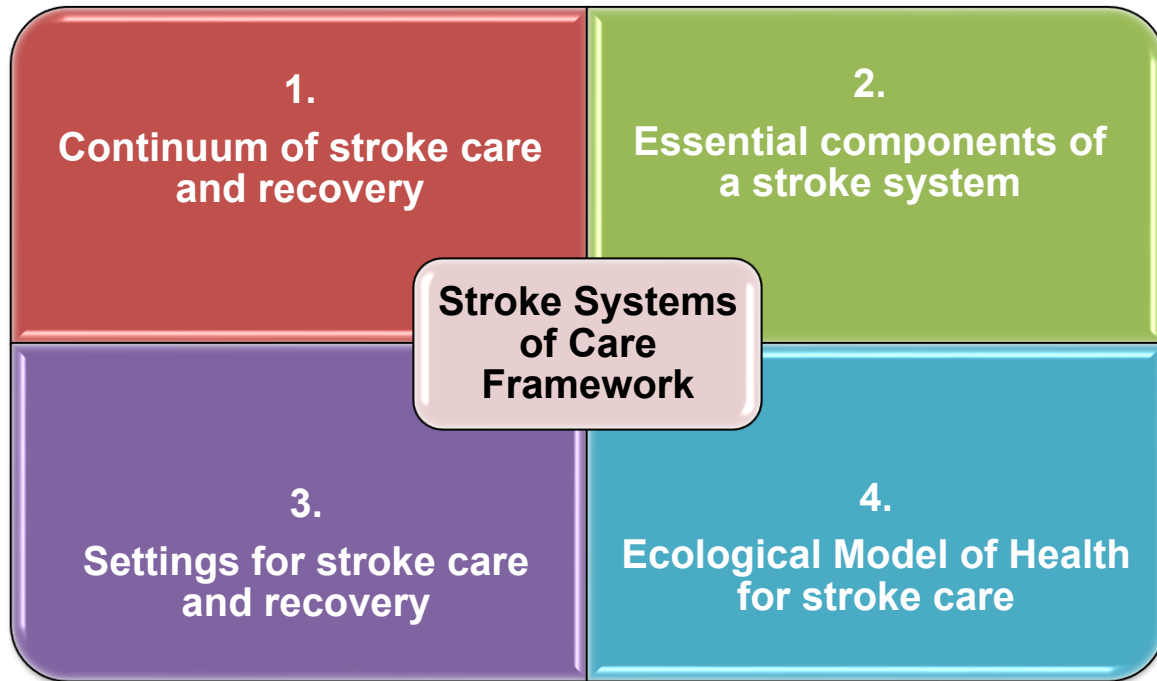 1.
Continuum of stroke care
and recovery
2.
Essential components of
a stroke system
Stroke Systems
of Care
Framework
3.
Settings for stroke care
and recovery
4.
Ecological Model of Health
for stroke care